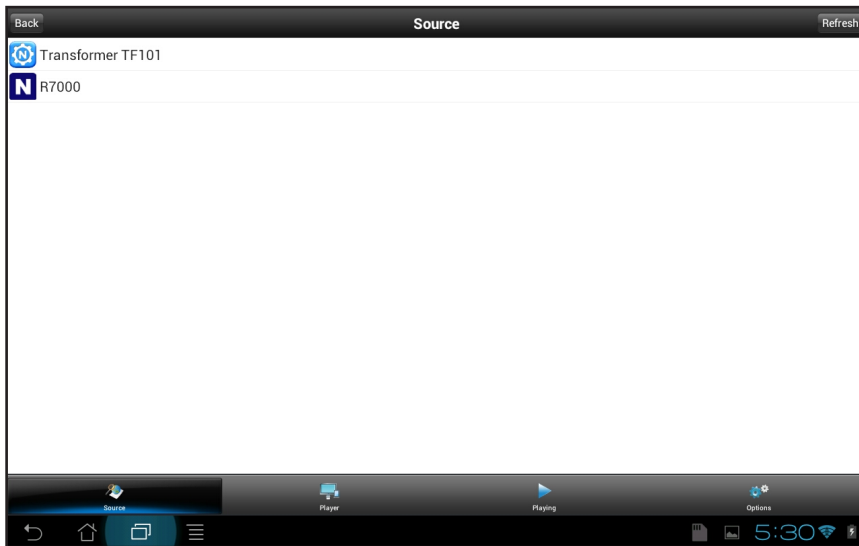 Back Source Refresh
N Transformer TF101
N R7000
Source Player Playing Options
5:30